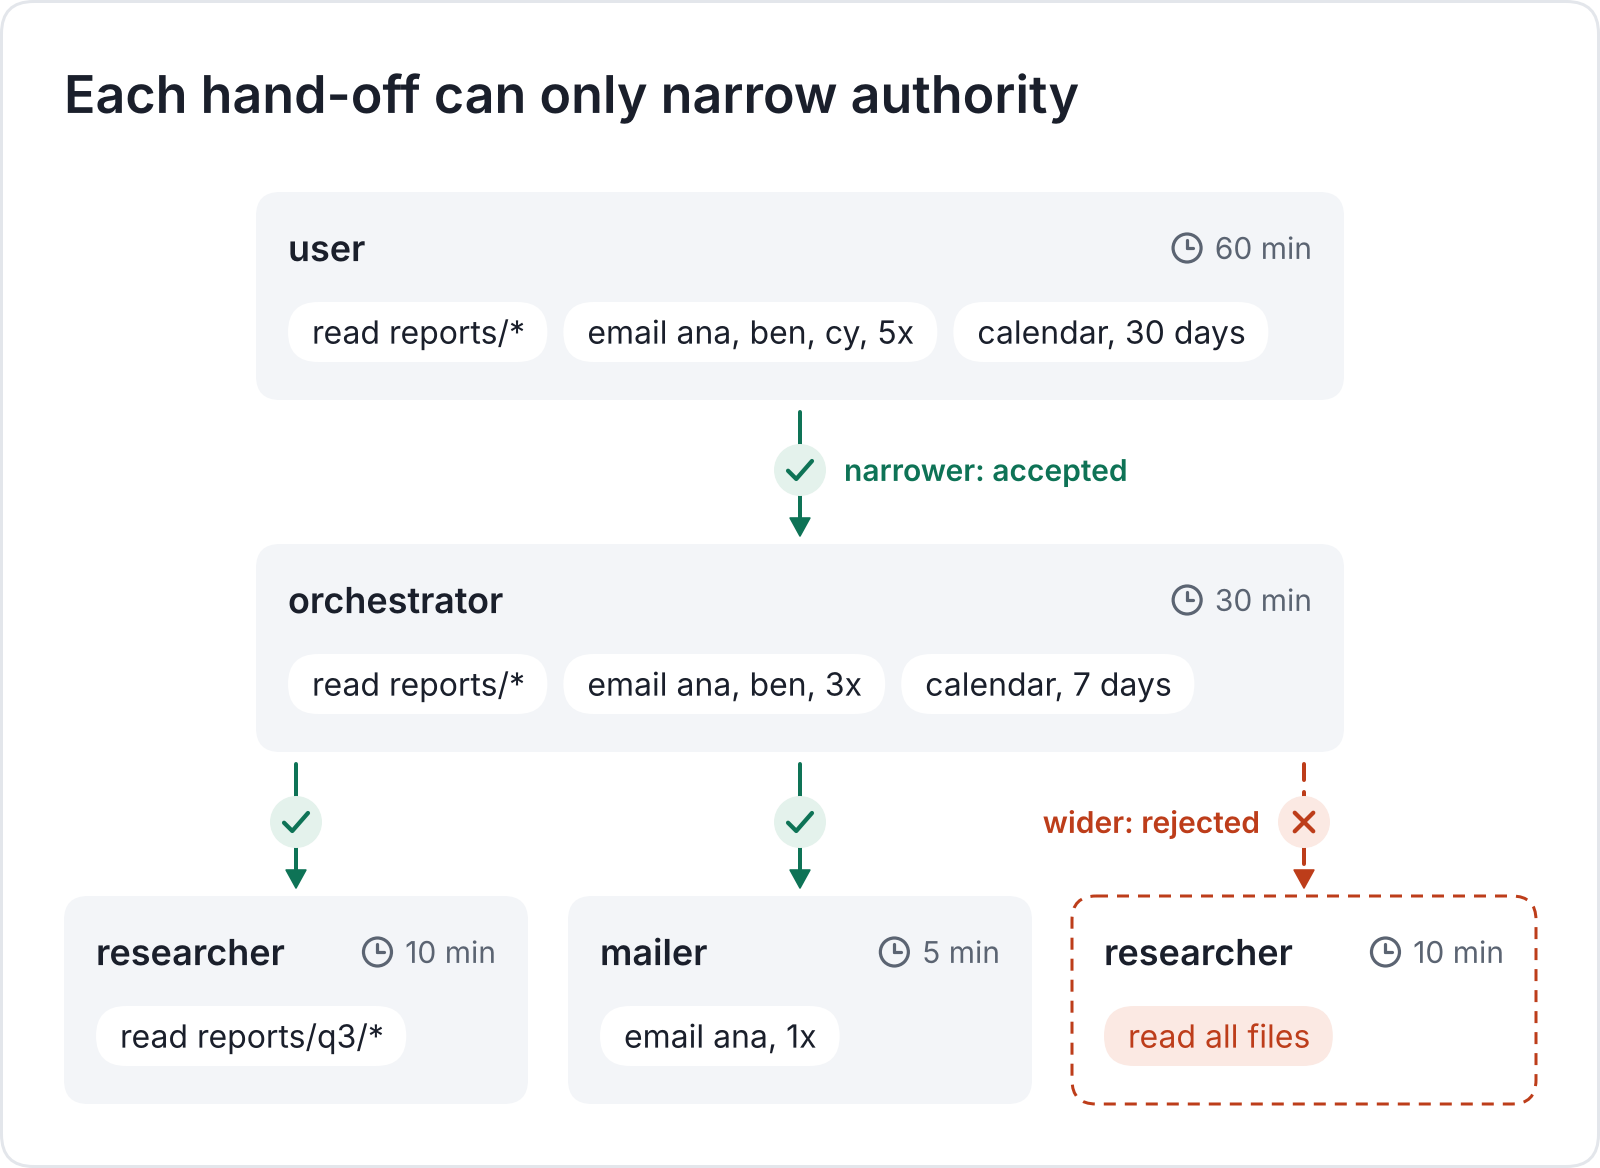 Each hand-off can only narrow authority
user 60 min
read reports/* email ana, ben, cy, 5x calendar, 30 days
narrower: accepted
orchestrator 30 min
read reports/* email ana, ben, 3x calendar, 7 days
wider: rejected
researcher 10 min
read reports/q3/*
mailer 5 min
email ana, 1x
researcher 10 min
read all files